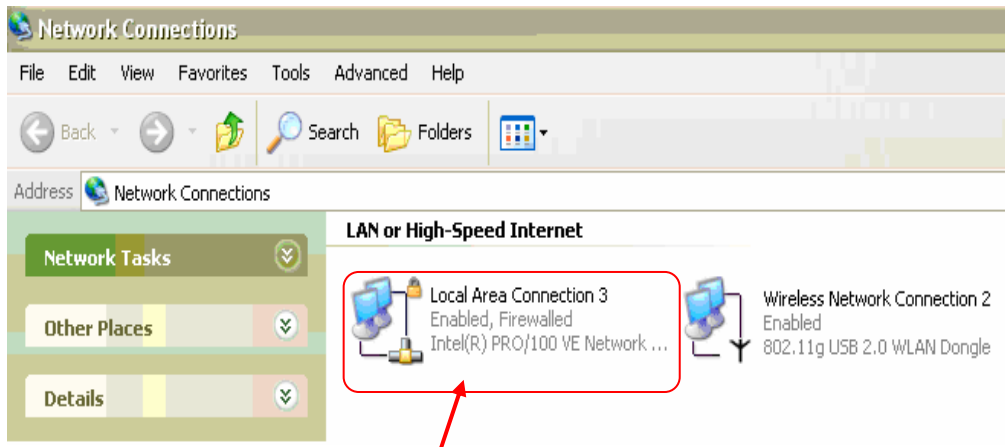 Network Connections
File Edit View Favorites Tools Advanced Help
Back Search Folders
Address Network Connections
Network Tasks
Other Places
Details
LAN or High-Speed Internet
Local Area Connection 3
Enabled, Firewalled
Intel(R) PRO/100 VE Network ...
Wireless Network Connection 2
Enabled
802.11g USB 2.0 WLAN Dongle